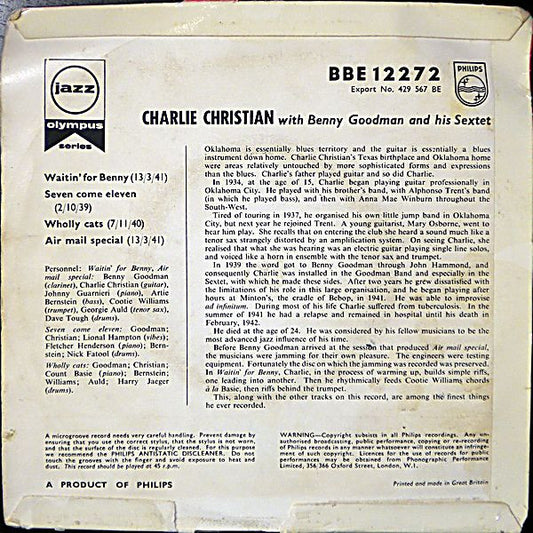 jazz
olympus
series
BBE 12272
Export No. 429 567 BE
PHILIPS
CHARLIE CHRISTIAN with Benny Goodman and his Sextet
Waitin' for Benny (13/3/41)
Seven come eleven
(2/10/39)
Wholly cats (7/11/40)
Air mail special (13/3/41)
Personnel: Waitin' for Benny, Air
mail special: Benny Goodman
(clarinet), Charlie Christian (guitar),
Johnny Guarnieri (piano), Artie
Bernstein (bass), Cootie Williams
(trumpet), Georgie Auld (tenor sax),
Dave Tough (drums).
Seven come eleven: Goodman;
Christian; Lional Hampton (vibes);
Fletcher Henderson (piano); Bern-
stein; Nick Fatool (drums).
Wholly cats: Goodman; Christian;
Count Basie (piano); Bernstein;
Williams; Auld; Harry Jaeger
(drums).
Oklahoma is essentially blues territory and the guitar is essentially a blues
instrument down home. Charlie Christian's Texas birthplace and Oklahoma home
were areas relatively untouched by more sophisticated forms and expressions
than the blues. Charlie's father played guitar and so did Charlie.
In 1934, at the age of 15, Charlie began playing guitar professionally in
Oklahoma City. He played with his brother's band, with Alphonso Trent's band
(in which he played bass), and then with Anna Mae Winburn throughout the
South-West.
Tired of touring in 1937, he organised his own little jump band in Oklahoma
City, but next year he rejoined Trent. A young guitarist, Mary Osborne, went to
hear him play. She recalls that on entering the club she heard a sound much like a
tenor sax strangely distorted by an amplification system. On seeing Charlie, she
realised that what she was hearing was an electric guitar playing single line solos,
and voiced like a horn in ensemble with the tenor sax and trumpet.
In 1939 the word got to Benny Goodman through John Hammond, and
consequently Charlie was installed in the Goodman Band and especially in the
Sextet, with which he made these sides. After two years he grew dissatisfied with
the limitations of his role in this large organisation, and he began playing after
hours at Minton's, the cradle of Bebop, in 1941. He was able to improvise
ad infinitum. During most of his life Charlie suffered from tuberculosis. In the
summer of 1941 he had a relapse and remained in hospital until his death in
February, 1942.
He died at the age of 24. He was considered by his fellow musicians to be the
most advanced jazz influence of his time.
Before Benny Goodman arrived at the session that produced Air mail special,
the musicians were jamming for their own pleasure. The engineers were testing
equipment. Fortunately the disc on which the jamming was recorded was preserved.
In Waitin' for Benny, Charlie, in the process of warming up, builds simple riffs,
one leading into another. Then he rhythmically feeds Cootie Williams chords
à la Basie, then riffs behind the trumpet.
This, along with the other tracks on this record, are among the finest things
he ever recorded.
A microgroove record needs very careful handling. Prevent damage by
ensuring that you use the correct stylus, that the stylus is not worn,
and that the surface of the disc is regularly cleaned. For this purpose
we recommend the PHILIPS ANTISTATIC DISCLEANER. Do not
touch the grooves with the finger and avoid exposure to heat and
dust. This record should be played at 45 r.p.m.
WARNING—Copyright subsists in all Philips recordings. Any un-
authorised broadcasting, public performance, copying or re-recording
of Philips records in any manner whatsoever will constitute an infringe-
ment of such copyright. Licences for the use of records for public
performances may be obtained from Phonographic Performance
Limited, 356/366 Oxford Street, London, W.1.
A PRODUCT OF PHILIPS
Printed and made in Great Britain